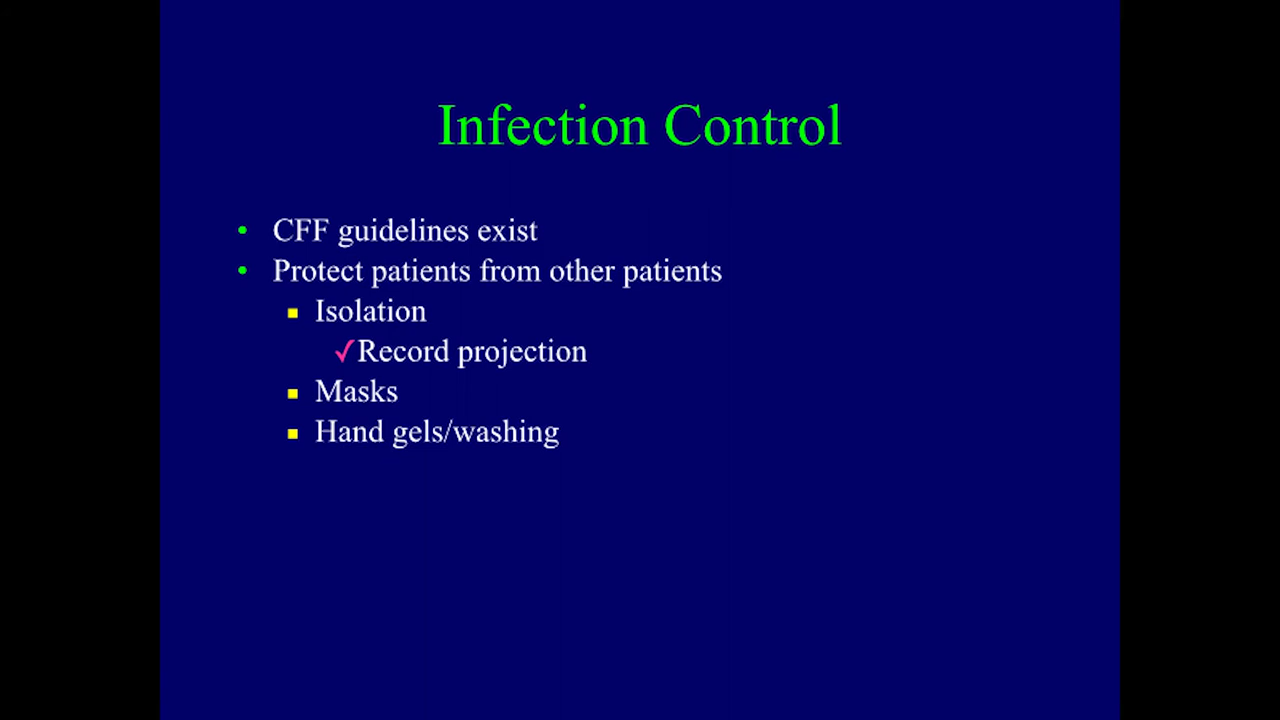 Infection Control
• CFF guidelines exist
• Protect patients from other patients
▪ Isolation
✓Record projection
▪ Masks
▪ Hand gels/washing